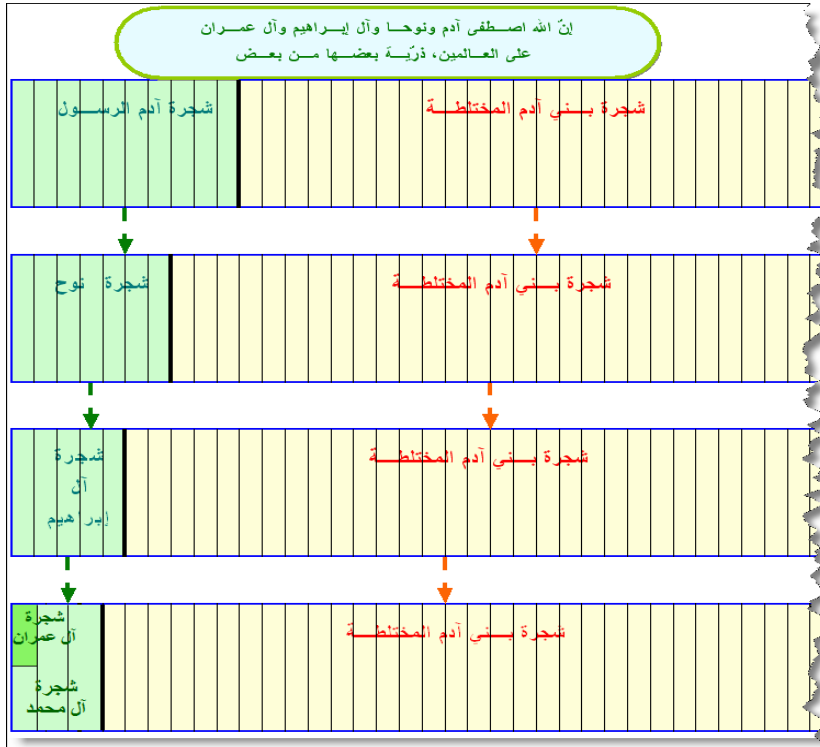 إنّ الله اصطفى آدم ونوحا وآل إبراهيم وآل عمران
على العالمين، ذرّية بعضها من بعض
شجرة بني آدم المختلطة
شجرة آدم الرسول
شجرة بني آدم المختلطة
شجرة نوح
شجرة بني آدم المختلطة
شجرة
آل
إبراهيم
شجرة بني آدم المختلطة
شجرة
آل عمران
شجرة
آل محمد